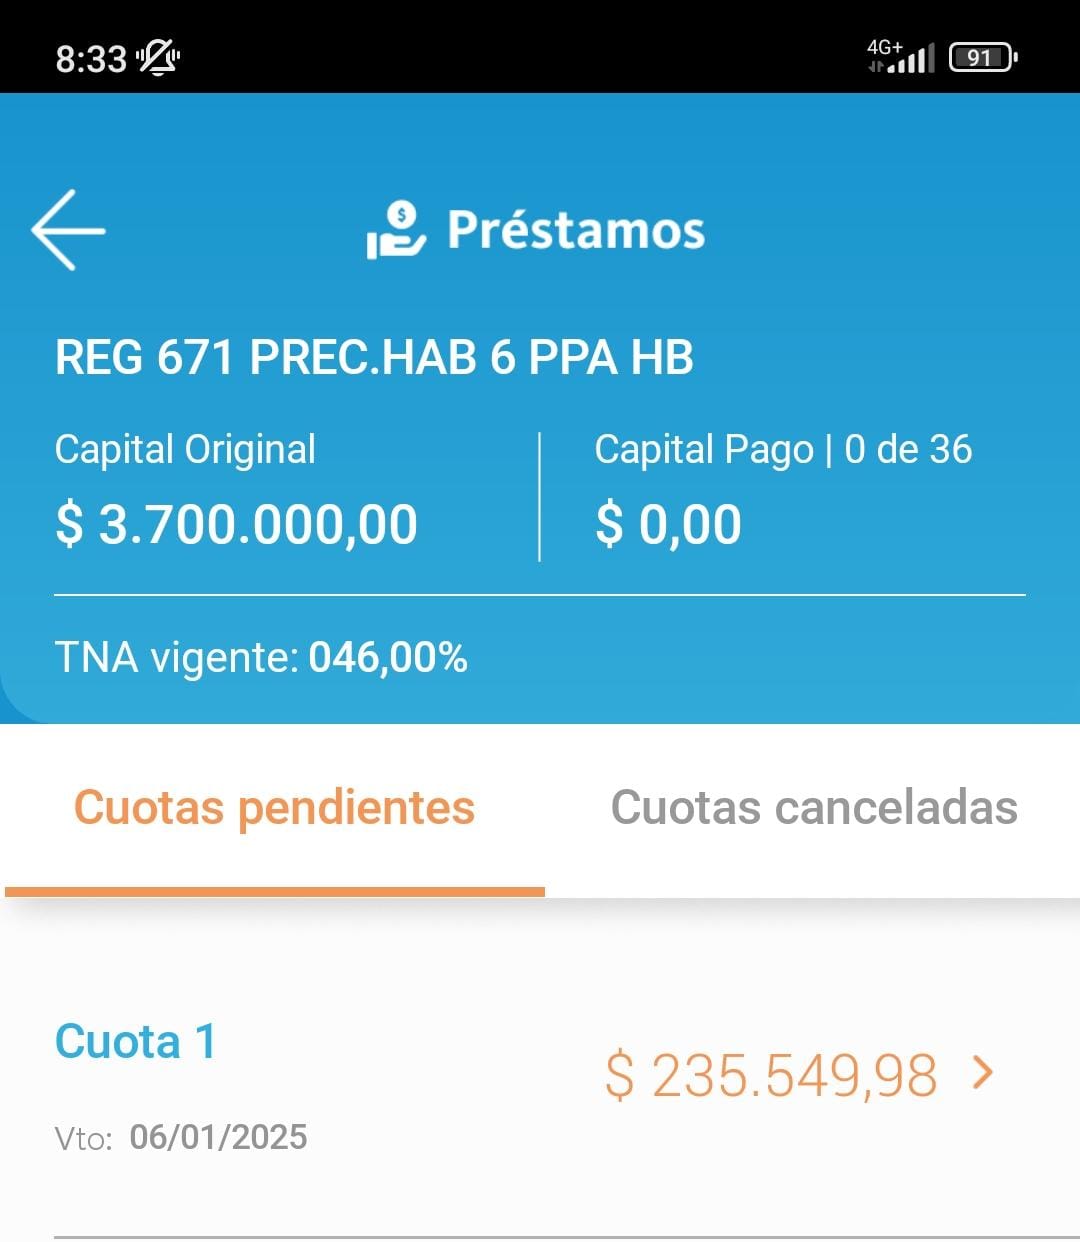 8:33
4G+
91
Préstamos
REG 671 PREC.HAB 6 PPA HB
Capital Original
$ 3.700.000,00
Capital Pago | 0 de 36
$ 0,00
TNA vigente: 046,00%
Cuotas pendientes
Cuotas canceladas
Cuota 1
$ 235.549,98
Vto: 06/01/2025